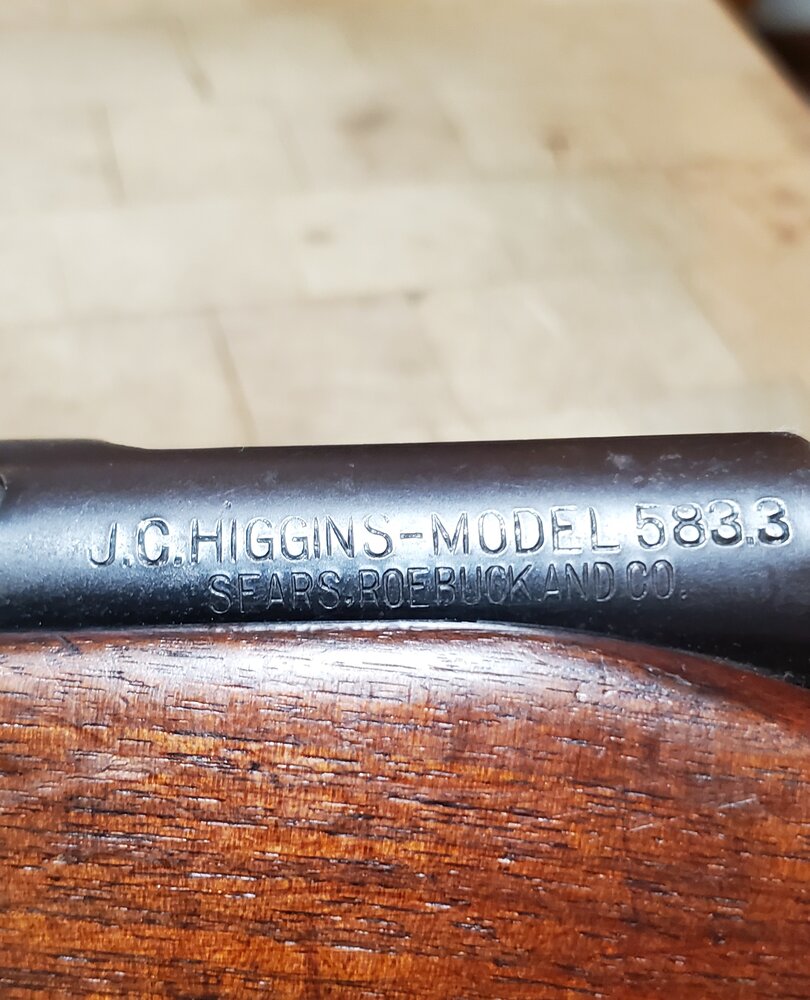 J.C.HIGGINS-MODEL 583.3
SEARS,ROEBUCK AND CO.